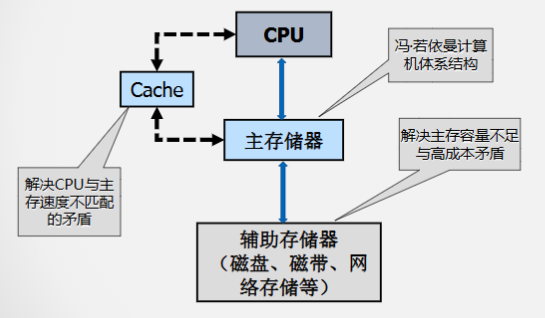 CPU
冯·若依曼计算
机体系结构
Cache
主存储器
解决主存容量不足
与高成本矛盾
解决CPU与主
存速度不匹配
的矛盾
辅助存储器
（磁盘、磁带、网
络存储等）